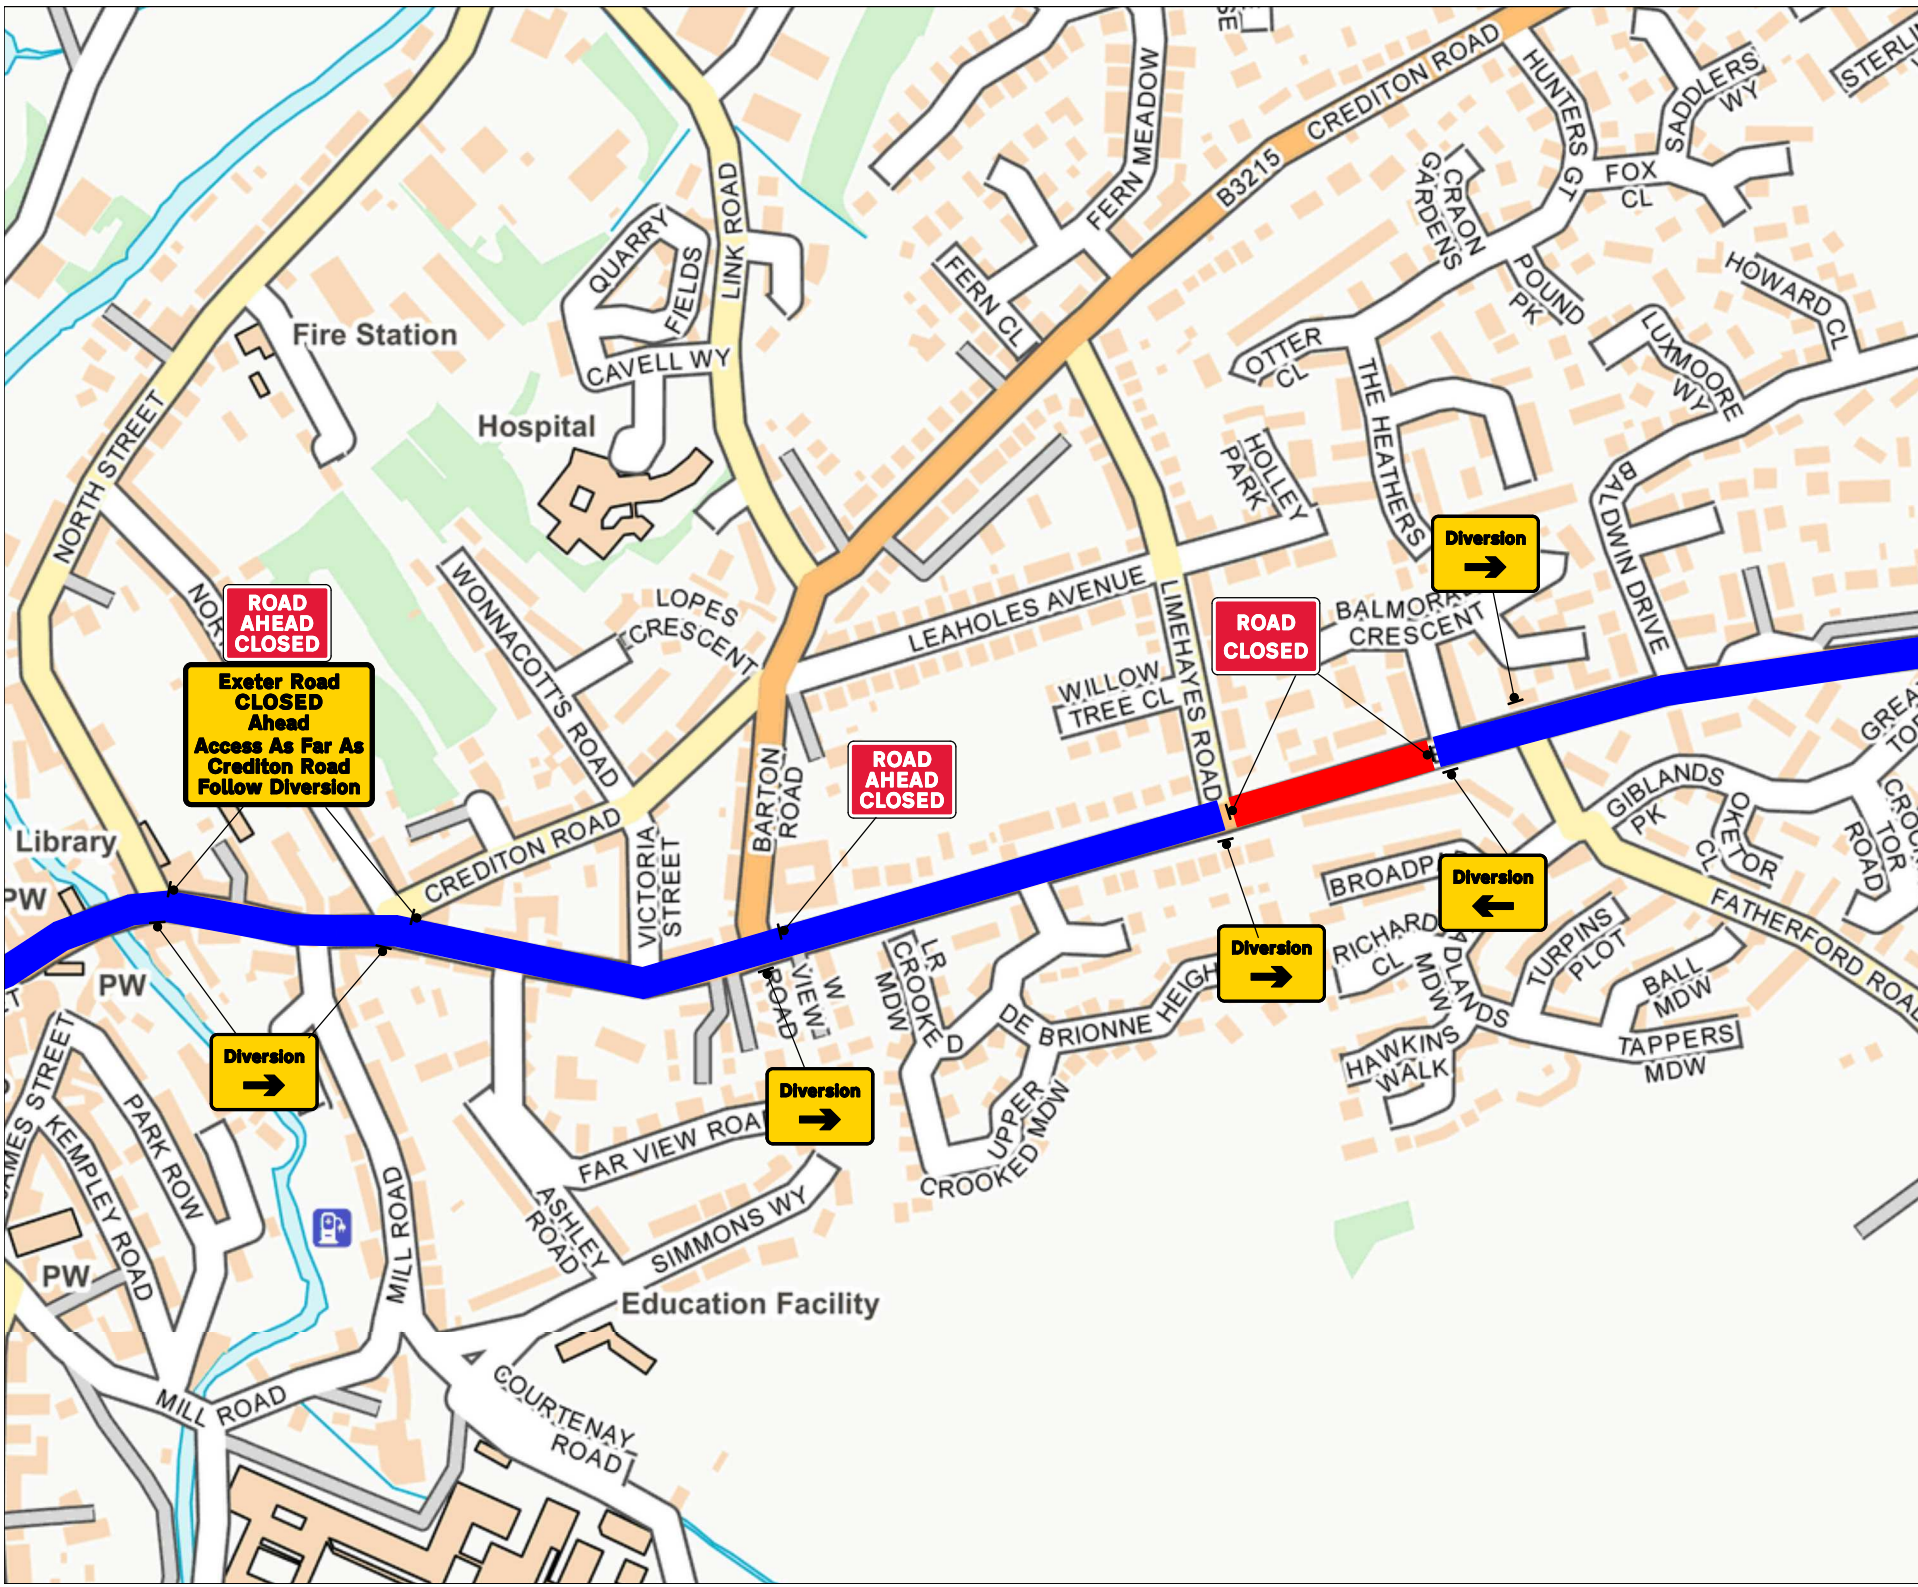 CREDITON ROAD
B3215
HUNTERS GT
SADDLERS
WY
FOX
CL
CRAON
GARDENS
POUND
PK
HOWARD CL
LUXMOORE
WY
FERN MEADOW
FERN CL
LINK ROAD
QUARRY
FIELDS
CAVELL WY
Fire Station
Hospital
NORTH STREET
OTTER
CL
THE HEATHERS
HOLLEY
PARK
BALDWIN DRIVE
WONNACOTT'S ROAD
LOPES
CRESCENT
LEAHOLES AVENUE
LIMEHAYES ROAD
WILLOW
TREE CL
CRESCENT
Diversion
ROAD
AHEAD
CLOSED
ROAD
CLOSED
Exeter Road
CLOSED
Ahead
Access As Far As
Crediton Road
Follow Diversion
ROAD
AHEAD
CLOSED
BARTON
ROAD
CREDITON ROAD
VICTORIA
STREET
Library
PW
PW
GIBLANDS
PK
OKETOR
CL
TOR
ROAD
FATHERFORD ROAD
Diversion
Diversion
Diversion
Diversion
RICHARD
CL
MDW
TURPINS
PLOT
BALL
MDW
TAPPERS
MDW
HAWKINS
WALK
LR
CROOKE D
MDW
W
VIEW
ROAD
DE BRIONNE
UPPER
CROOKED MDW
PARK ROW
KEMPLEY ROAD
MILL ROAD
FAR VIEW
ASHLEY
ROAD
SIMMONS WY
PW
Education Facility
MILL ROAD
COURTENAY
ROAD